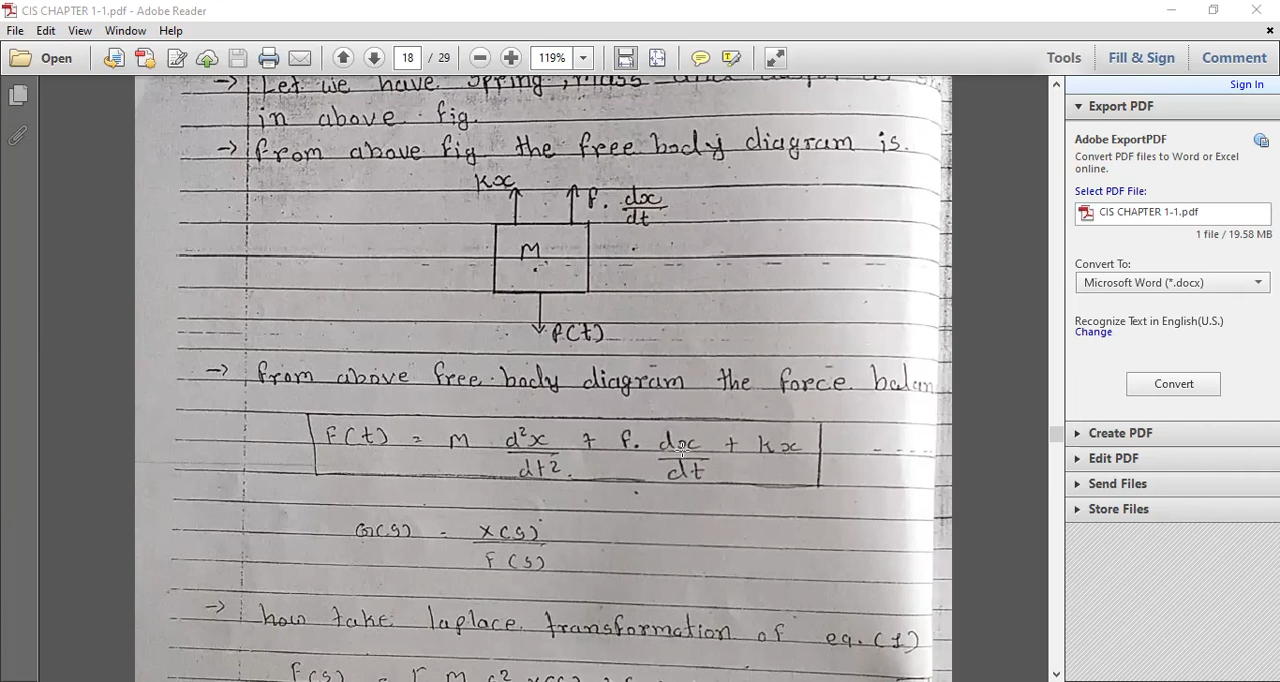 CIS CHAPTER 1-1.pdf - Adobe Reader
File Edit View Window Help
Open 18 / 29 119% Tools Fill & Sign Comment
Sign In
→ Let we have spring, mass
in above fig.
→ from above fig the free body diagram is.
kx f. dx/dt
M
f(t)
→ from above free body diagram the force balan
F(t) = M d²x/dt² + f. dx/dt + kx
G(s) = X(s)/F(s)
→ how take laplace transformation of eq.(1)
Export PDF
Adobe ExportPDF
Convert PDF files to Word or Excel
online.
Select PDF File:
CIS CHAPTER 1-1.pdf
1 file / 19.58 MB
Convert To:
Microsoft Word (*.docx)
Recognize Text in English(U.S.)
Change
Convert
Create PDF
Edit PDF
Send Files
Store Files